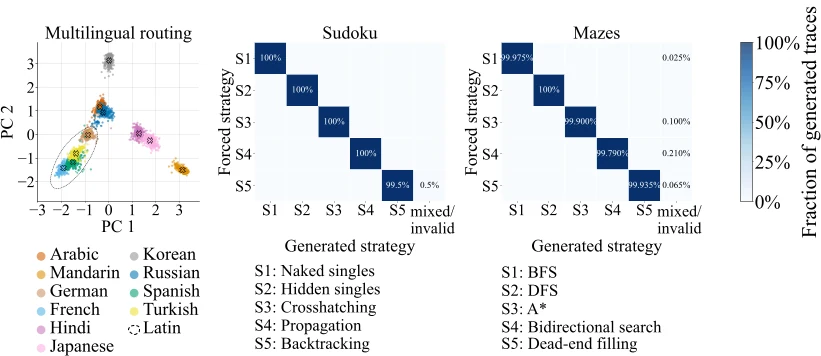 Multilingual routing
PC 2
3
2
1
0
−1
−2
−3 −2 −1 0 1 2 3
PC 1
Arabic
Mandarin
German
French
Hindi
Japanese
Korean
Russian
Spanish
Turkish
Latin
Sudoku
Forced strategy
S1 100%
S2 100%
S3 100%
S4 100%
S5 99.5% 0.5%
S1 S2 S3 S4 S5 mixed/
invalid
Generated strategy
S1: Naked singles
S2: Hidden singles
S3: Crosshatching
S4: Propagation
S5: Backtracking
Mazes
Forced strategy
S1 99.975% 0.025%
S2 100%
S3 99.900% 0.100%
S4 99.790% 0.210%
S5 99.935% 0.065%
S1 S2 S3 S4 S5 mixed/
invalid
Generated strategy
S1: BFS
S2: DFS
S3: A*
S4: Bidirectional search
S5: Dead-end filling
100%
75%
50%
25%
0%
Fraction of generated traces